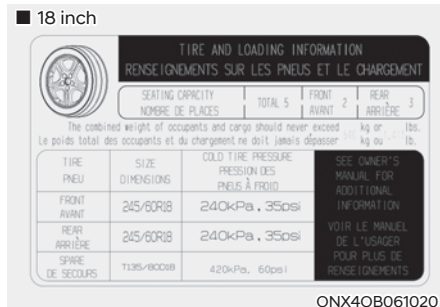 ■ 18 inch
TIRE AND LOADING INFORMATION
RENSEIGNEMENTS SUR LES PNEUS ET LE CHARGEMENT
SEATING CAPACITY
NOMBRE DE PLACES
TOTAL 5
FRONT
AVANT
2
REAR
ARRIÈRE
3
The combined weight of occupants and cargo should never exceed kg or lbs.
Le poids total des occupants et du chargement ne doit jamais dépasser kg ou lb.
TIRE
PNEU
SIZE
DIMENSIONS
COLD TIRE PRESSURE
PRESSION DES
PNEUS À FROID
SEE OWNER'S
MANUAL FOR
ADDITIONAL
INFORMATION
VOIR LE MANUEL
DE L'USAGER
POUR PLUS DE
RENSEIGNEMENTS
FRONT
AVANT
245/60R18
240kPa, 35psi
REAR
ARRIÈRE
245/60R18
240kPa, 35psi
SPARE
DE SECOURS
T135/80D18
420kPa, 60psi
ONX4OB061020